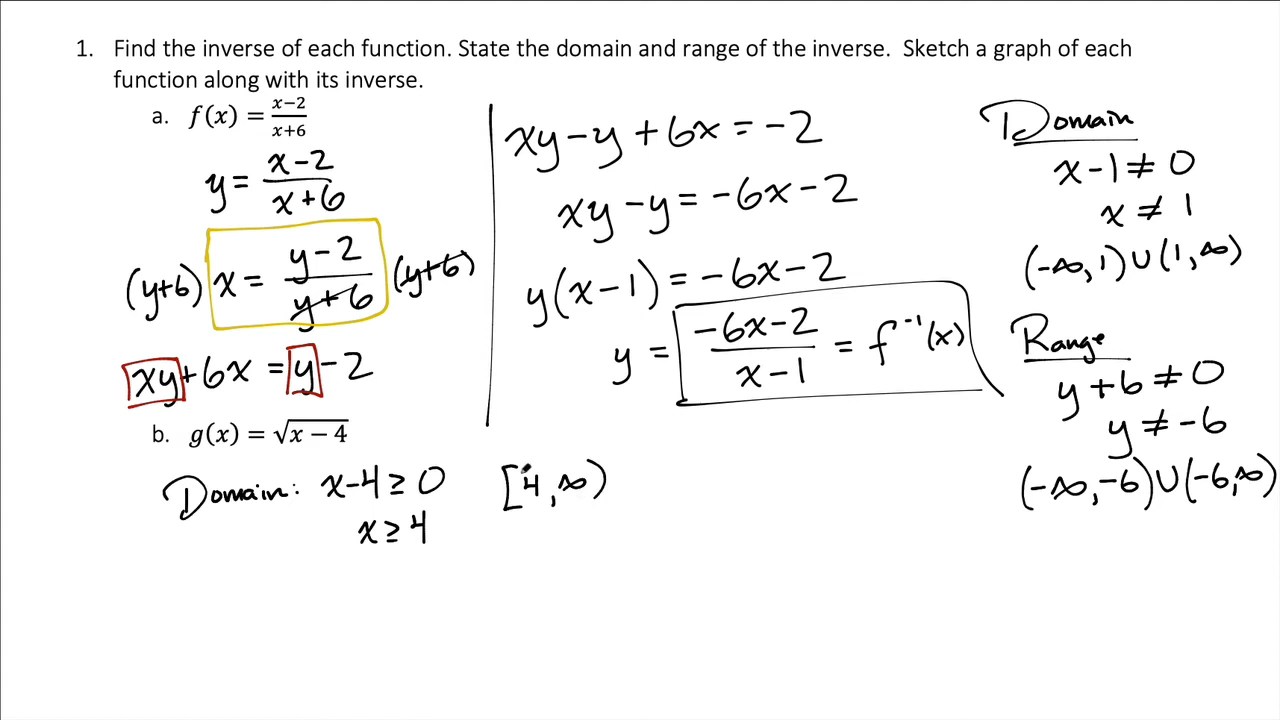 1. Find the inverse of each function. State the domain and range of the inverse. Sketch a graph of each
function along with its inverse.
a. f(x) = (x−2)/(x+6)
y = (x−2)/(x+6)
(y+6) x = (y−2)/(y+6) (y+6)
xy+6x = y−2
xy−y+6x=−2
xy−y=−6x−2
y(x−1)=−6x−2
y = (−6x−2)/(x−1) = f⁻¹(x)
Domain
x−1≠0
x≠1
(-∞,1)∪(1,∞)
Range
y+6≠0
y≠-6
(-∞,-6)∪(-6,∞)
b. g(x) = √(x − 4)
Domain: x-4≥0 [4,∞)
x≥4